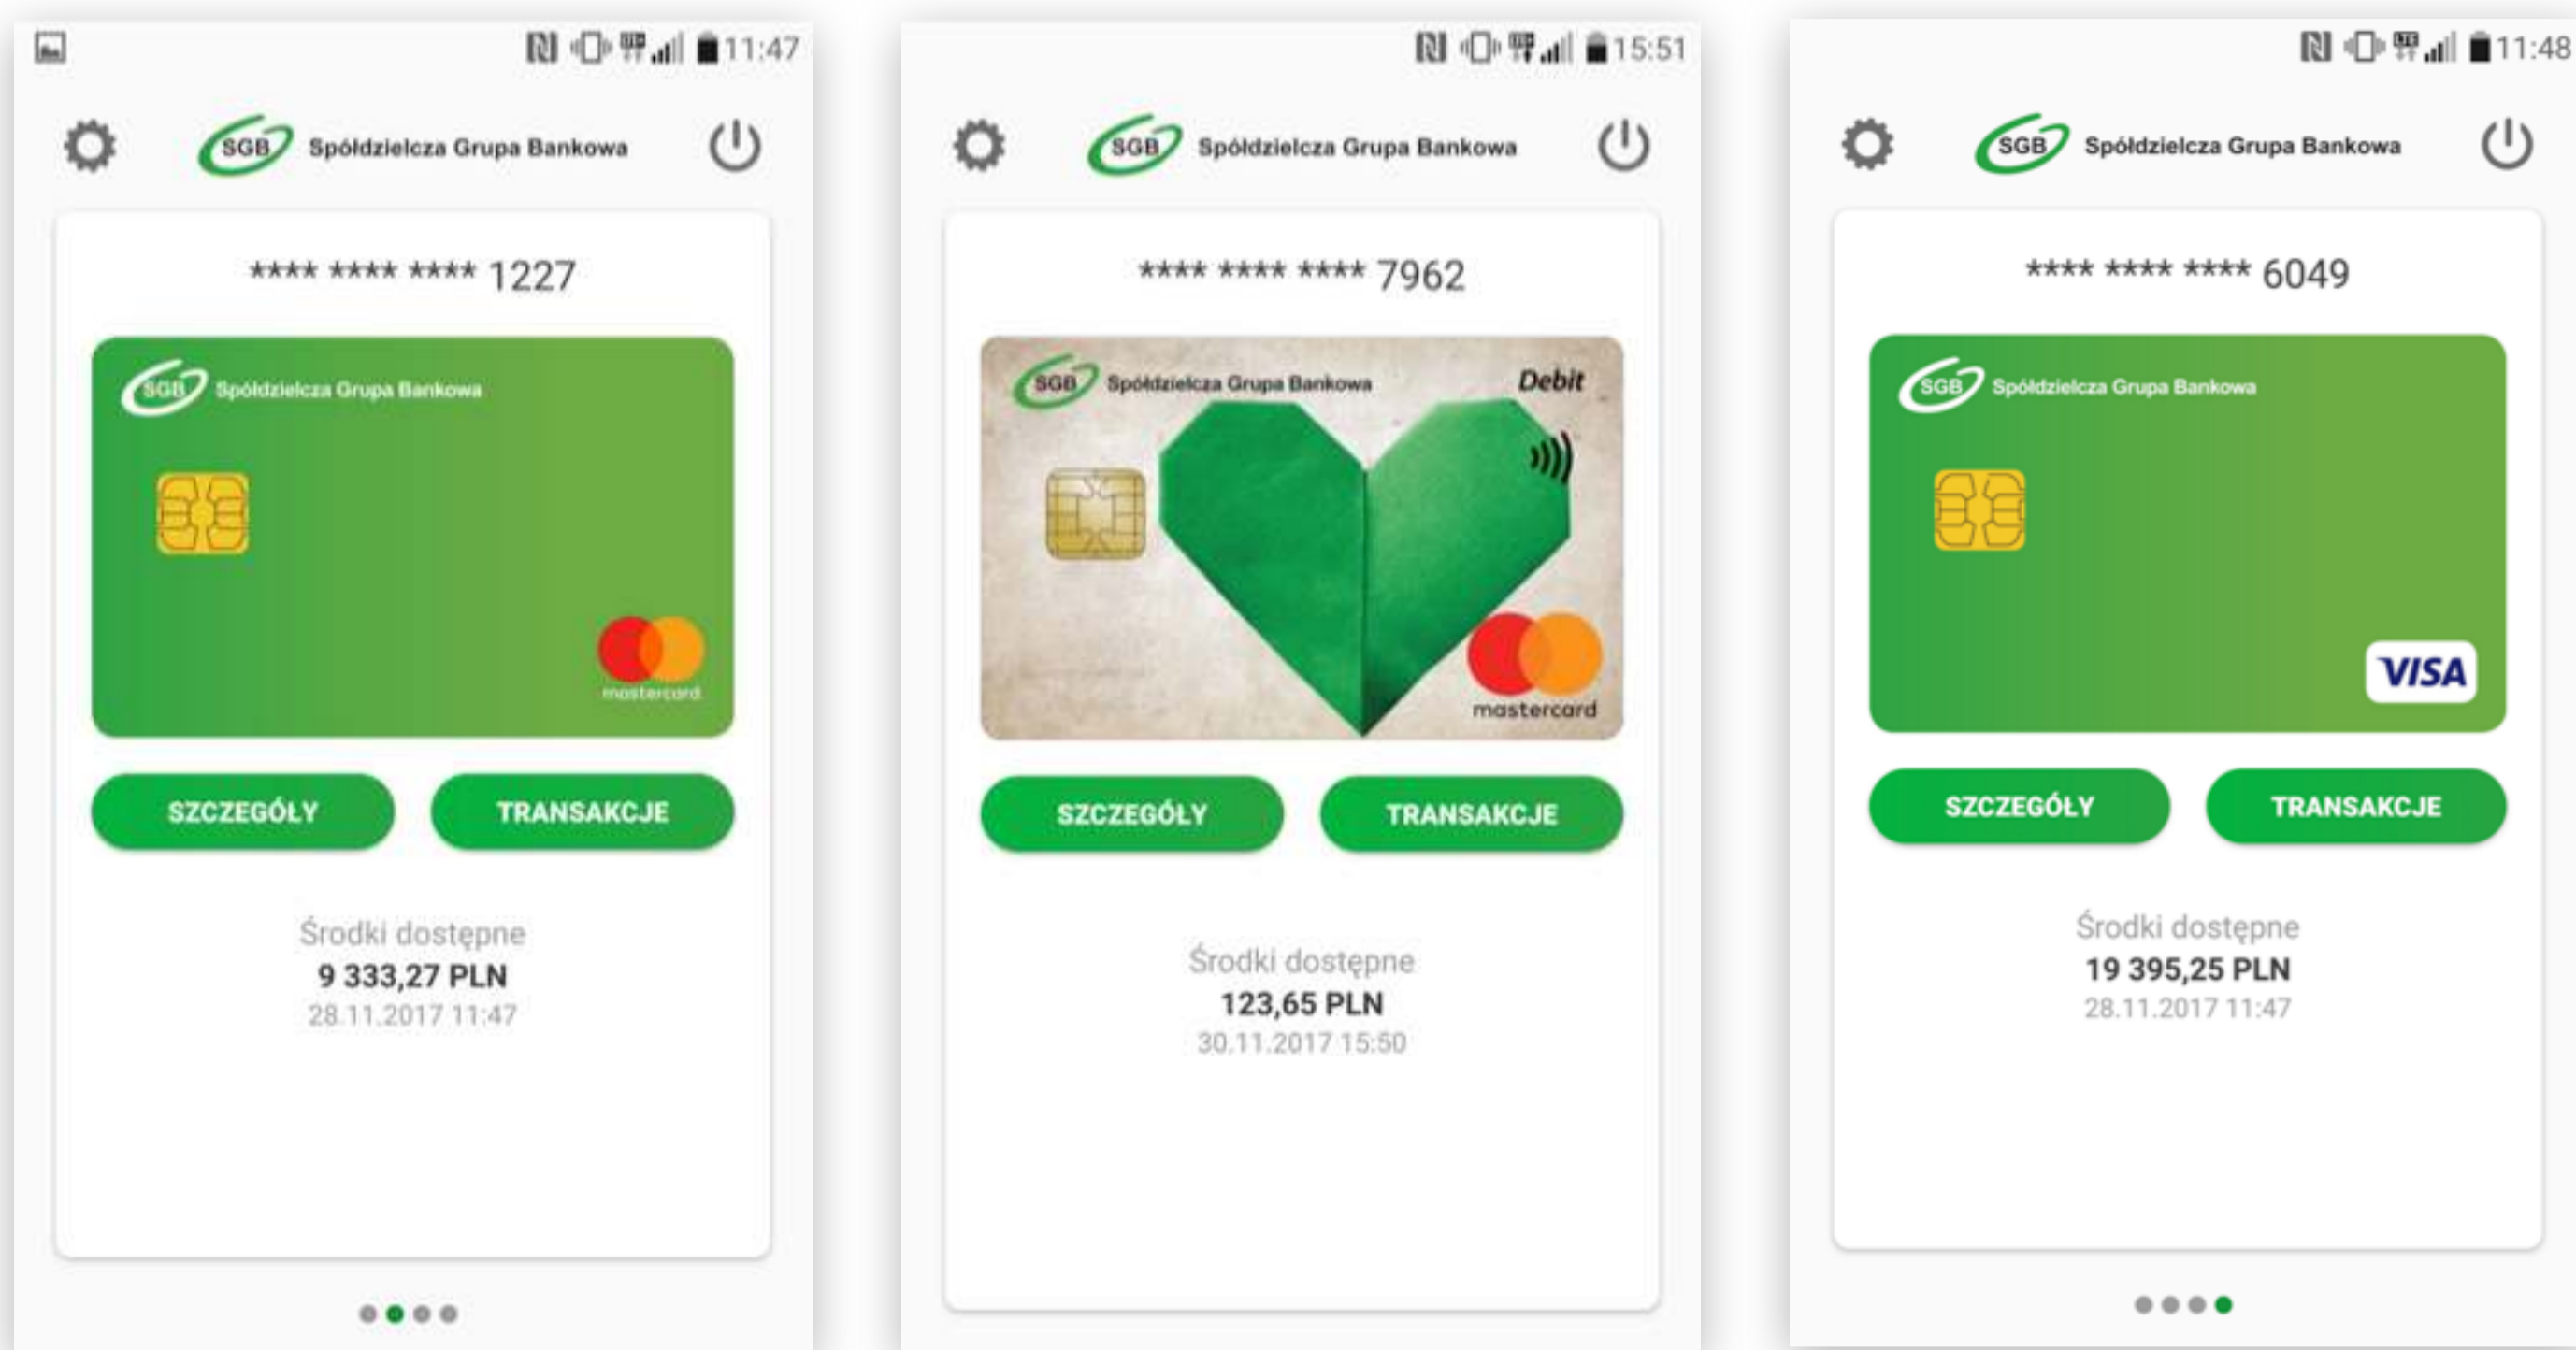 11:47
SGB Spółdzielcza Grupa Bankowa
**** **** **** 1227
SGB Spółdzielcza Grupa Bankowa
mastercard
SZCZEGÓŁY TRANSAKCJE
Środki dostępne
9 333,27 PLN
28.11.2017 11:47
15:51
SGB Spółdzielcza Grupa Bankowa
**** **** **** 7962
SGB Spółdzielcza Grupa Bankowa Debit
mastercard
SZCZEGÓŁY TRANSAKCJE
Środki dostępne
123,65 PLN
30.11.2017 15:50
LTE 11:48
SGB Spółdzielcza Grupa Bankowa
**** **** **** 6049
SGB Spółdzielcza Grupa Bankowa
VISA
SZCZEGÓŁY TRANSAKCJE
Środki dostępne
19 395,25 PLN
28.11.2017 11:47